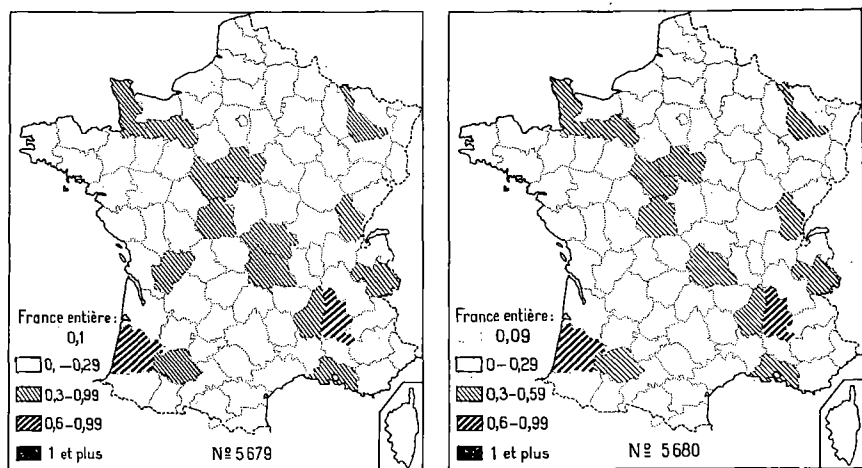 France entière:
0,1
0,-0,29
0,3-0,99
0,6-0,99
1 et plus
Nº 5679
France entière:
0,09
0-0,29
0,3-0,59
0,6-0,99
1 et plus
Nº 5680